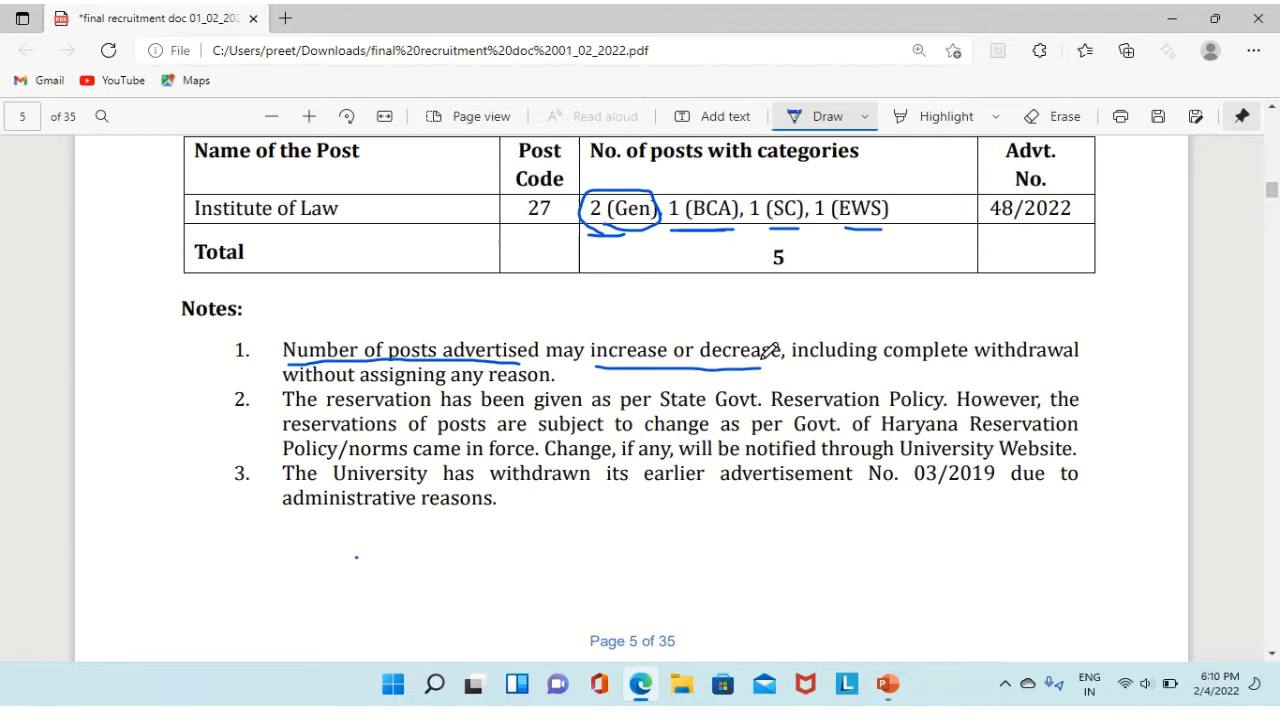 *final recruitment doc 01_02_202
File
C:/Users/preet/Downloads/final%20recruitment%20doc%2001_02_2022.pdf
Gmail YouTube Maps
5 of 35 Page view Read aloud Add text Draw Highlight Erase
Name of the Post Post Code No. of posts with categories Advt. No.
Institute of Law 27 2 (Gen), 1 (BCA), 1 (SC), 1 (EWS) 48/2022
Total 5
Notes:
1. Number of posts advertised may increase or decrease, including complete withdrawal
without assigning any reason.
2. The reservation has been given as per State Govt. Reservation Policy. However, the
reservations of posts are subject to change as per Govt. of Haryana Reservation
Policy/norms came in force. Change, if any, will be notified through University Website.
3. The University has withdrawn its earlier advertisement No. 03/2019 due to
administrative reasons.
Page 5 of 35
ENG
IN
6:10 PM
2/4/2022